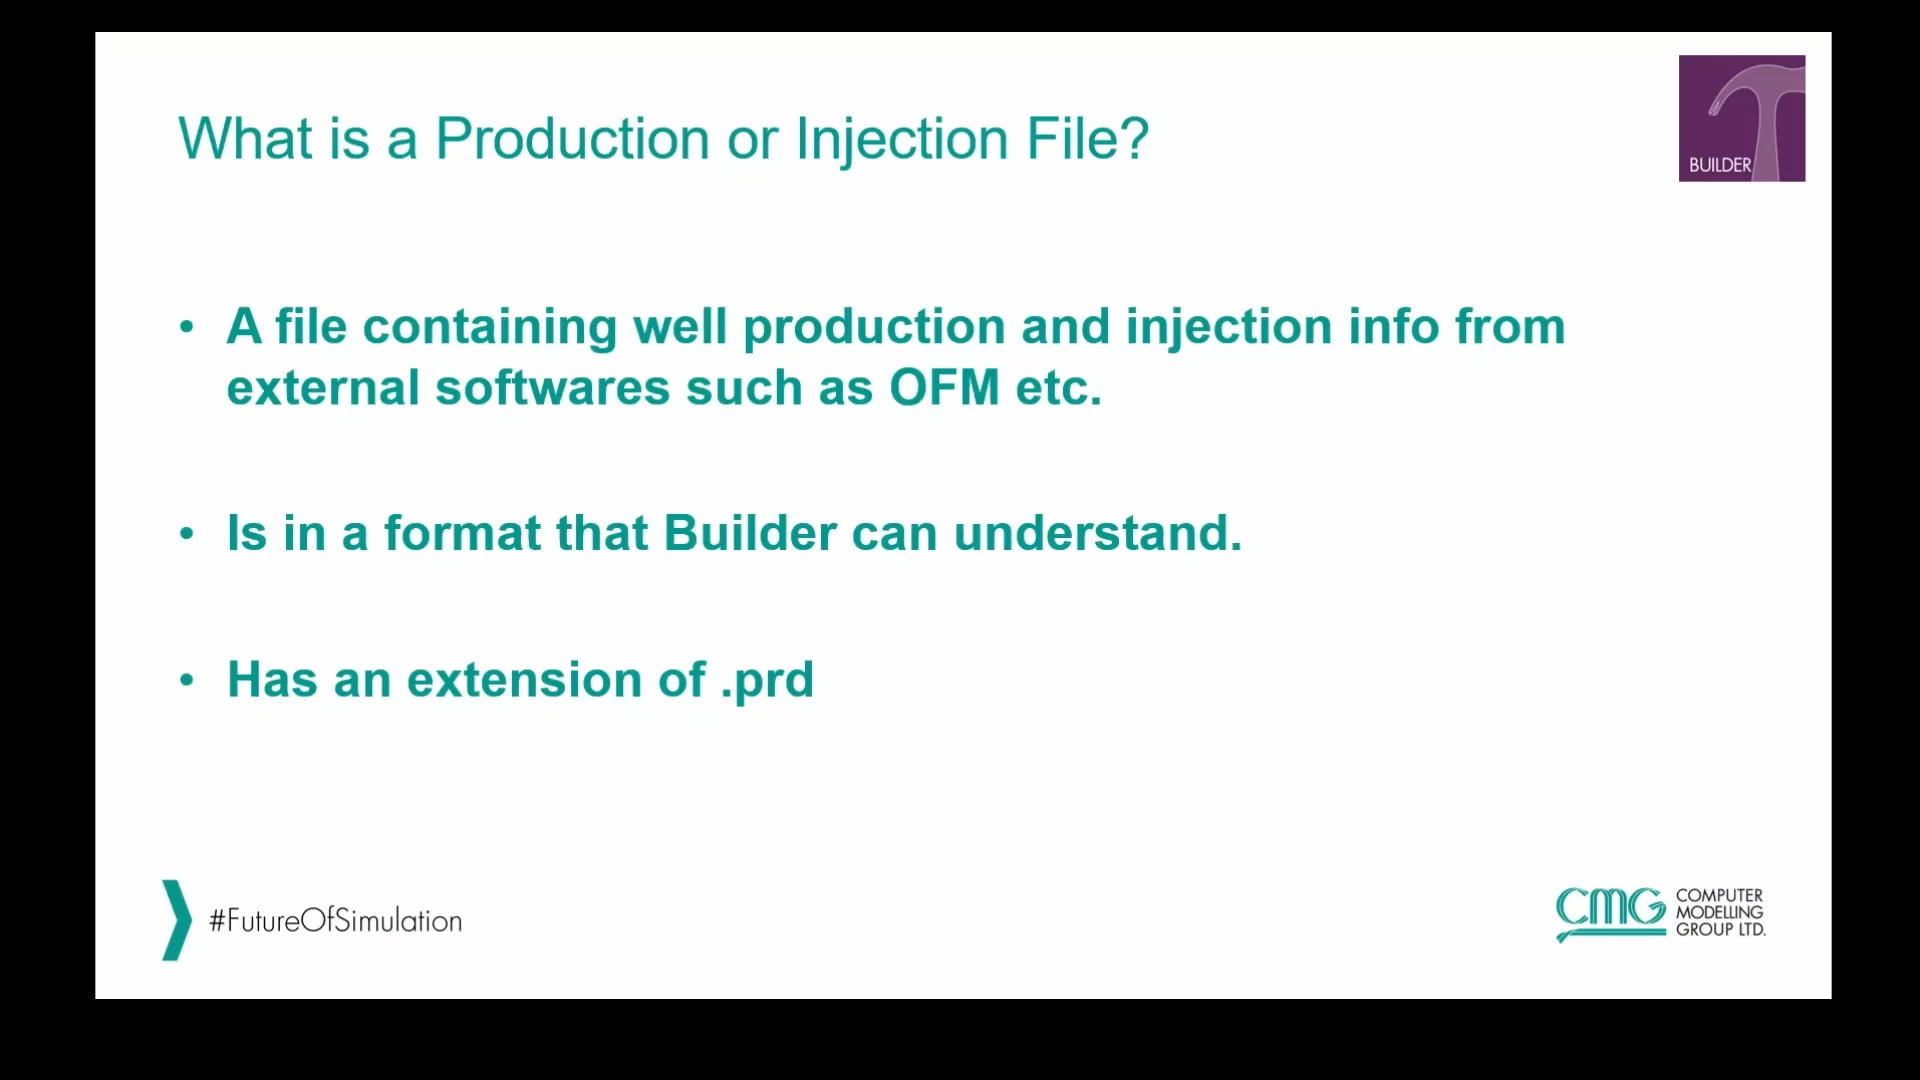 What is a Production or Injection File?
BUILDER
• A file containing well production and injection info from
external softwares such as OFM etc.
• Is in a format that Builder can understand.
• Has an extension of .prd
#FutureOfSimulation
CMG
COMPUTER
MODELLING
GROUP LTD.